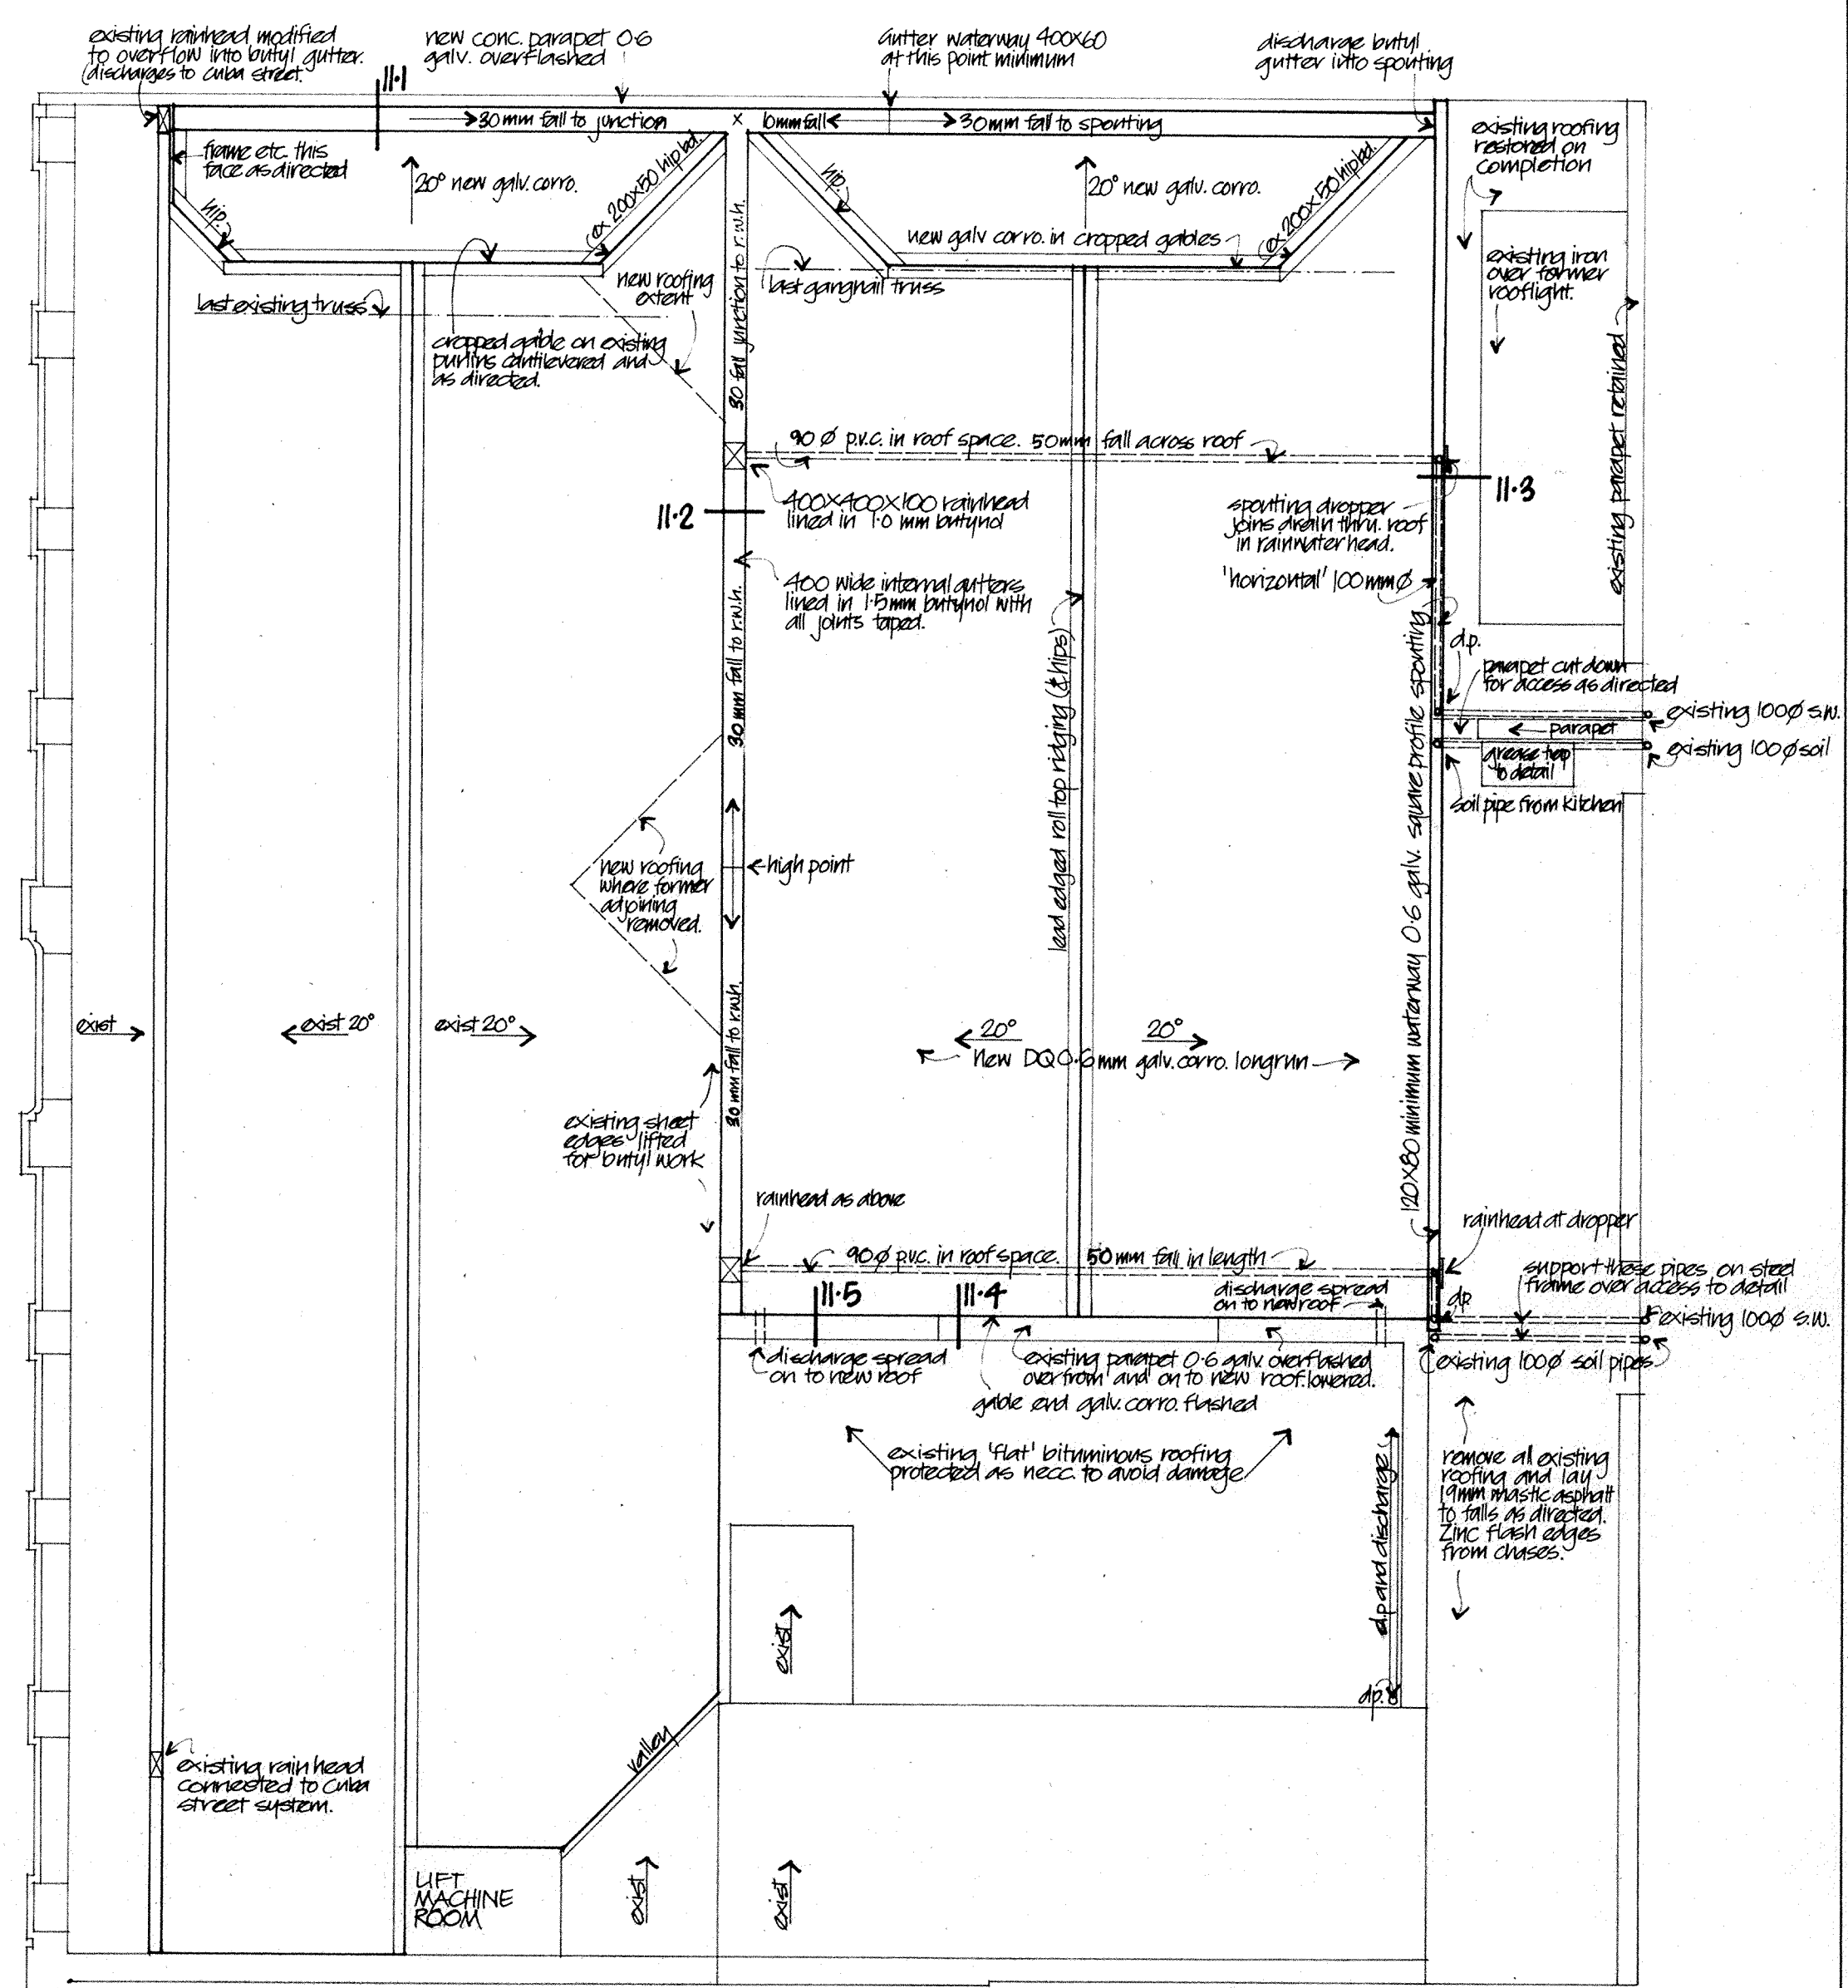 existing rainhead modified
to overflow into butyl gutter.
(discharges to cuba street.
11·1
new conc. parapet 0·6
galv. overflashed
Gutter waterway 400x60
at this point minimum
discharge butyl
gutter into spouting
30mm fall to junction
x
10mm fall
30mm fall to spouting
frame etc. this
face as directed
hip.
20° new galv. corro.
ex 200x50 hip bd.
hip.
20° new galv. corro.
ex 200x50 hip bd.
new galv corro. in cropped gables
existing roofing
restored on
completion
existing iron
over former
rooflight.
existing parapet retained
last existing truss
new roofing
extent
30 fall junction to r.w.h.
last gangnail truss
cropped gable on existing
purlins cantilevered and
as directed.
90 ø p.v.c. in roof space. 50mm fall across roof
11·2
400x400x100 rainhead
lined in 1·0 mm butynol
sponting dropper
joins drain thru. roof
in rainwater head.
11·3
400 wide internal gutters
lined in 1·5mm butynol with
all joints taped.
'horizontal' 100mmø
30mm fall to r.w.h.
lead edged roll top ridging (& hips)
120x80 minimum waterway 0·6 galv. square profile spouting
d.p.
parapet cut down
for access as directed
existing 100ø s.w.
parapet
existing 100ø soil
grease trap
to detail
soil pipe from kitchen
high point
new roofing
where former
adjoining
removed.
exist
exist 20°
exist 20°
20°
20°
new DQ 0·6mm galv. corro. longrun
30 mm fall to r.w.h.
existing sheet
edges lifted
for butyl work
rainhead as above
90ø p.v.c. in roof space. 50mm fall in length
rainhead at dropper
support these pipes on steel
frame over access to detail
11·5
11·4
discharge spread
on to new roof
dp
existing 100ø s.w.
discharge spread
on to new roof
existing parapet 0·6 galv. overflashed
over from and on to new roof. lowered.
existing 100ø soil pipes
gable end galv. corro. flashed
existing 'flat' bituminous roofing
protected as necc. to avoid damage
d.p and discharge
remove all existing
roofing and lay
19mm mastic asphalt
to falls as directed.
Zinc flash edges
from chases.
exist
dp.
valley
existing rain head
connected to Cuba
street system.
LIFT
MACHINE
ROOM
exist
exist